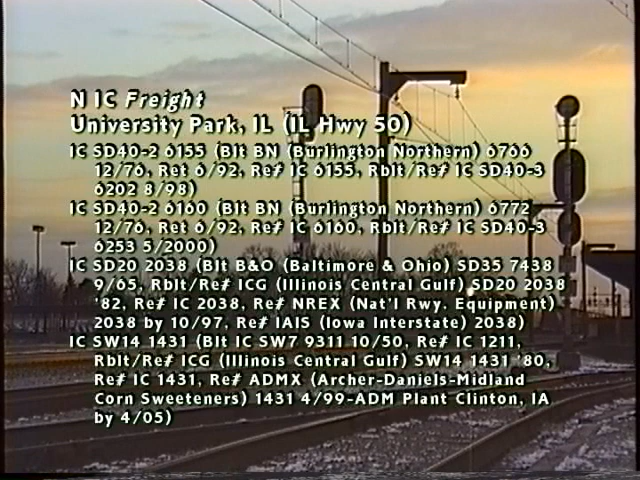 N IC Freight
University Park, IL (IL Hwy 50)
IC SD40-2 6155 (Blt BN (Burlington Northern) 6766
12/76, Ret 6/92, Re# IC 6155, Rblt/Re# IC SD40-3
6202 8/98)
IC SD40-2 6160 (Blt BN (Burlington Northern) 6772
12/76, Ret 6/92, Re# IC 6160, Rblt/Re# IC SD40-3
6253 5/2000)
IC SD20 2038 (Blt B&O (Baltimore & Ohio) SD35 7438
9/65, Rblt/Re# ICG (Illinois Central Gulf) SD20 2038
'82, Re# IC 2038, Re# NREX (Nat'l Rwy. Equipment)
2038 by 10/97, Re# IAIS (Iowa Interstate) 2038)
IC SW14 1431 (Blt IC SW7 9311 10/50, Re# IC 1211,
Rblt/Re# ICG (Illinois Central Gulf) SW14 1431 '80,
Re# IC 1431, Re# ADMX (Archer-Daniels-Midland
Corn Sweeteners) 1431 4/99-ADM Plant Clinton, IA
by 4/05)